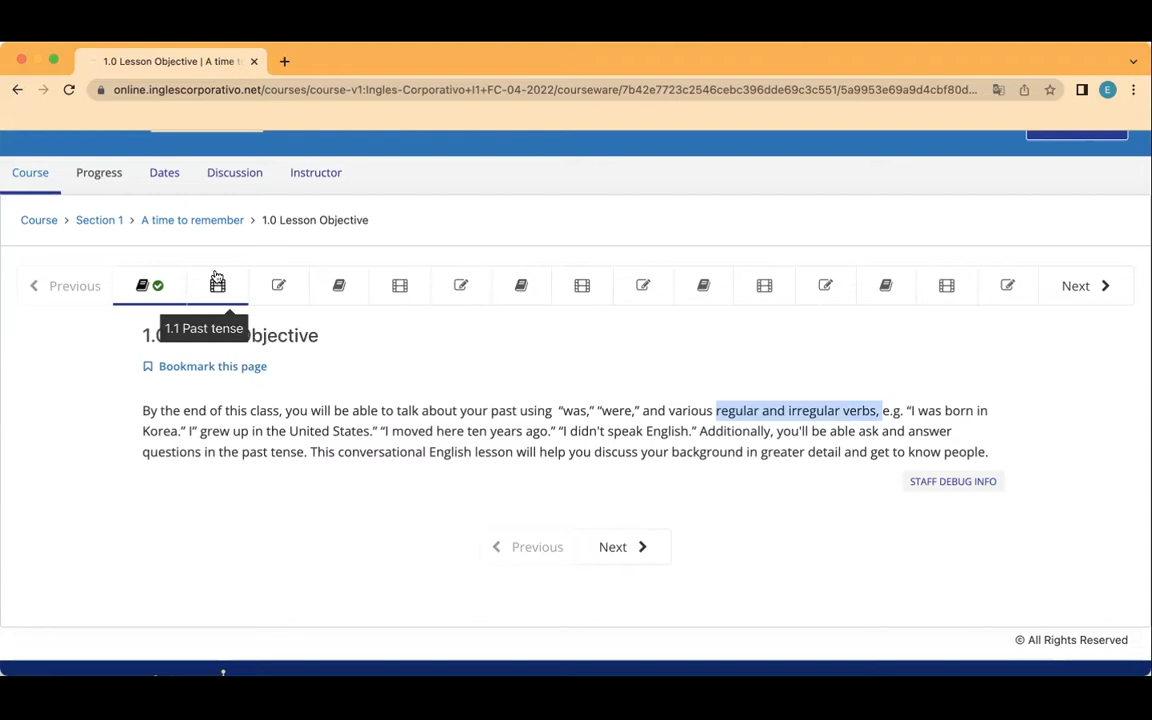 1.0 Lesson Objective | A time t
online.inglescorporativo.net/courses/course-v1:Ingles-Corporativo+I1+FC-04-2022/courseware/7b42e7723c2546cebc396dde69c3c551/5a9953e69a9d4cbf80d...
E
Course Progress Dates Discussion Instructor
Course > Section 1 > A time to remember > 1.0 Lesson Objective
Previous Next
1.1 Past tense
1. bjective
Bookmark this page
By the end of this class, you will be able to talk about your past using “was,” “were,” and various regular and irregular verbs, e.g. “I was born in
Korea.” I” grew up in the United States.” “I moved here ten years ago.” “I didn't speak English.” Additionally, you'll be able ask and answer
questions in the past tense. This conversational English lesson will help you discuss your background in greater detail and get to know people.
STAFF DEBUG INFO
Previous Next
© All Rights Reserved